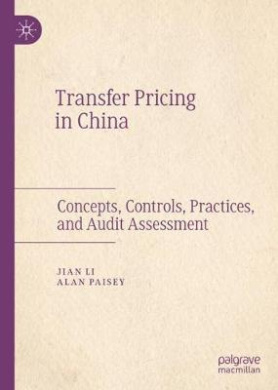 Transfer Pricing
in China
Concepts, Controls, Practices,
and Audit Assessment
JIAN LI
ALAN PAISEY
palgrave
macmillan